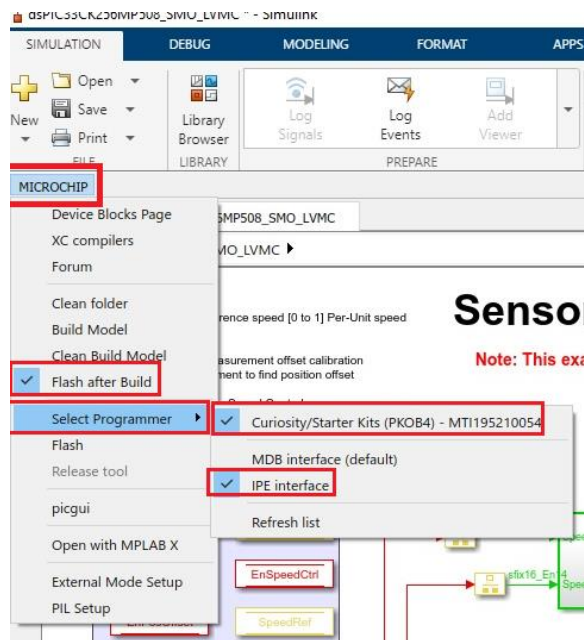 dsPIC33CK256MP508_SMO_LVMC * - Simulink
SIMULATION DEBUG MODELING FORMAT APPS
New
Open
Save
Print
FILE
Library
Browser
LIBRARY
Log
Signals
Log
Events
Add
Viewer
PREPARE
MICROCHIP
Device Blocks Page
XC compilers
Forum
Clean folder
Build Model
Clean Build Model
Flash after Build
Select Programmer
Flash
Release tool
picgui
Open with MPLAB X
External Mode Setup
PIL Setup
MP508_SMO_LVMC
MO_LVMC
rence speed [0 to 1] Per-Unit speed
asurement offset calibration
ment to find position offset
Senso
Note: This exa
Curiosity/Starter Kits (PKOB4) - MTI195210054
MDB interface (default)
IPE interface
Refresh list
EnSpeedCtrl
SpeedRef
sfix16_En14
Spee